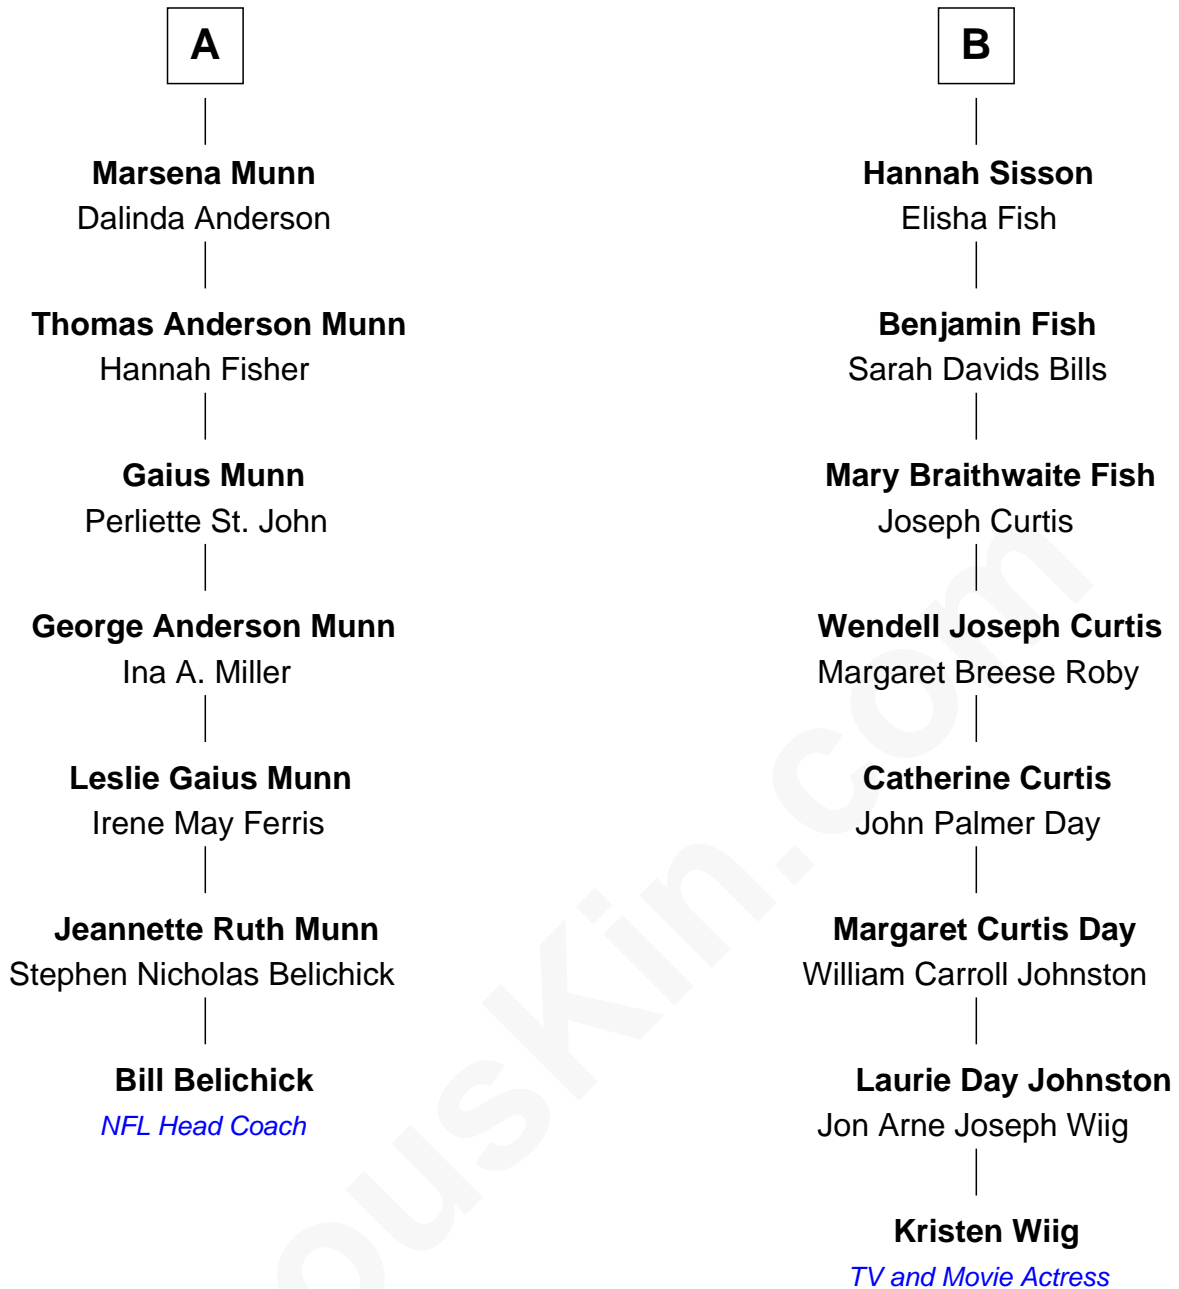 A
Marsena Munn
Dalinda Anderson
Thomas Anderson Munn
Hannah Fisher
Gaius Munn
Perliette St. John
George Anderson Munn
Ina A. Miller
Leslie Gaius Munn
Irene May Ferris
Jeannette Ruth Munn
Stephen Nicholas Belichick
Bill Belichick
NFL Head Coach
B
Hannah Sisson
Elisha Fish
Benjamin Fish
Sarah Davids Bills
Mary Braithwaite Fish
Joseph Curtis
Wendell Joseph Curtis
Margaret Breese Roby
Catherine Curtis
John Palmer Day
Margaret Curtis Day
William Carroll Johnston
Laurie Day Johnston
Jon Arne Joseph Wiig
Kristen Wiig
TV and Movie Actress
ousKin.com